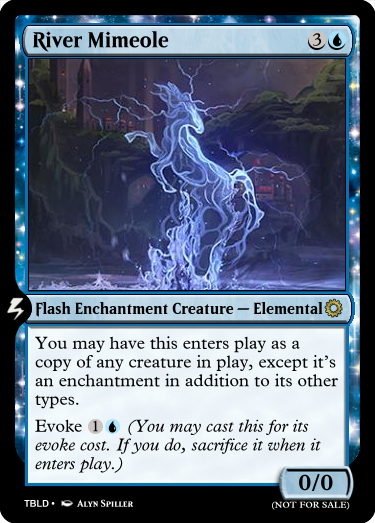 River Mimeole 3
Flash Enchantment Creature — Elemental
You may have this enters play as a
copy of any creature in play, except it's
an enchantment in addition to its other
types.
Evoke 1 (You may cast this for its
evoke cost. If you do, sacrifice it when it
enters play.)
0/0
TBLD • Alyn Spiller
(NOT FOR SALE)